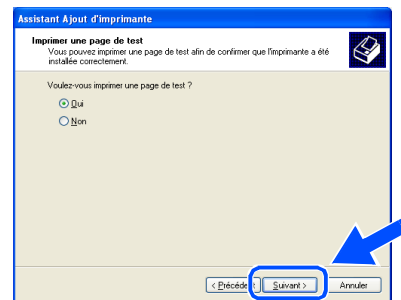 Assistant Ajout d'imprimante
Imprimer une page de test
Vous pouvez imprimer une page de test afin de confirmer que l'imprimante a été
installée correctement.
Voulez-vous imprimer une page de test ?
Oui
Non
< Précédent Suivant > Annuler